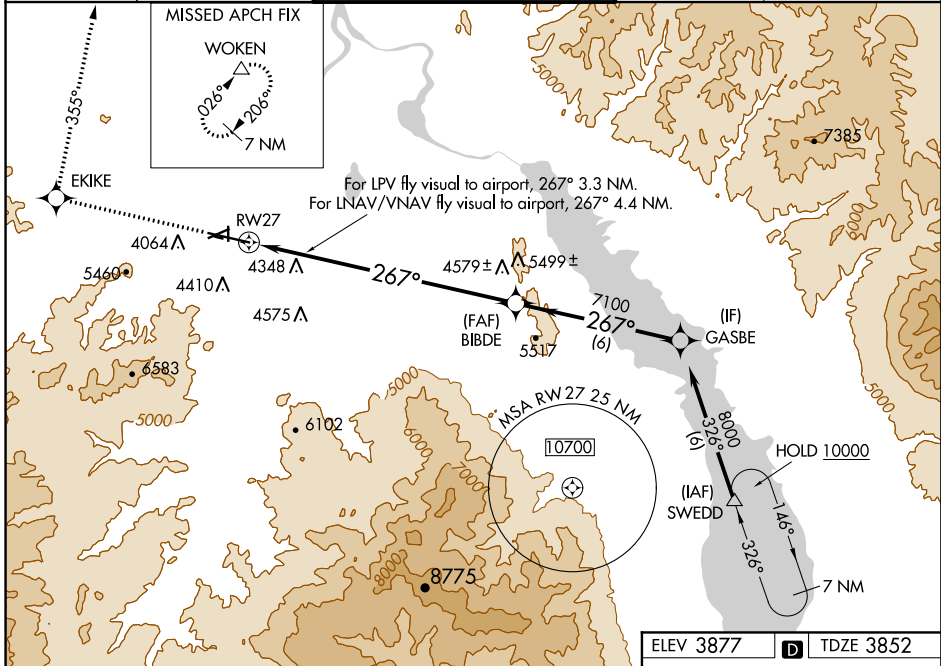 MISSED APCH FIX
WOKEN
026°
206°
7 NM
355°
EKIKE
5000
7385
8000
For LPV fly visual to airport, 267° 3.3 NM.
For LNAV/VNAV fly visual to airport, 267° 4.4 NM.
RW27
4064
4348
267°
4579±
5499±
5460
4410
4575
(FAF)
BIBDE
7100
267°
(6)
5517
(IF)
GASBE
6583
5000
6102
5000
6000
7000
8000
8775
MSA RW27 25 NM
10700
8000
326°
(6)
HOLD 10000
(IAF)
SWEDD
146°
326°
7 NM
5000
5000
ELEV 3877
D
TDZE 3852